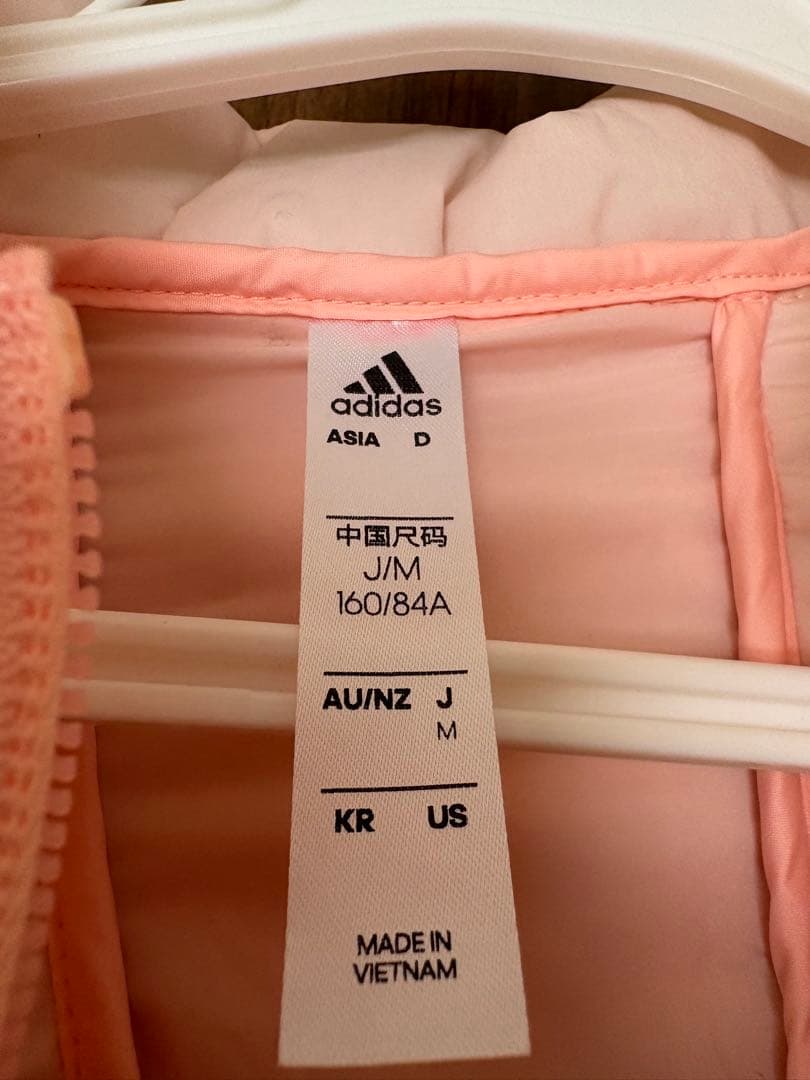 adidas
ASIA D
中国尺码
J/M
160/84A
AU/NZ J
M
KR US
MADE IN
VIETNAM